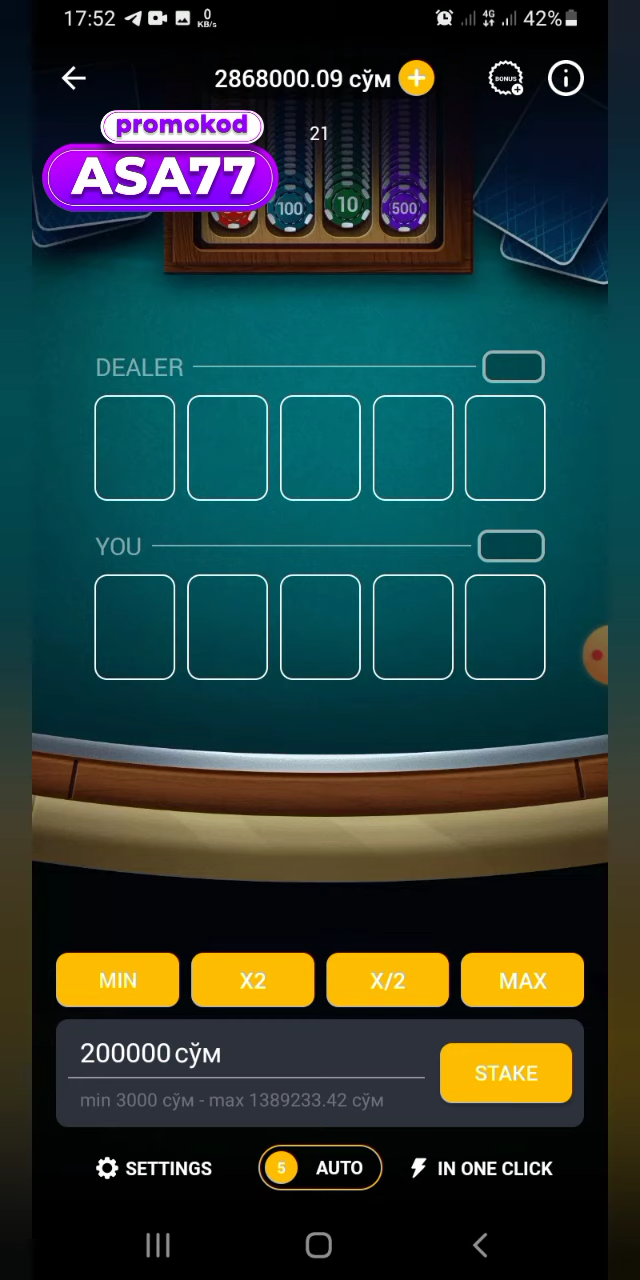 17:52 0 KB/s 4G 42%
2868000.09 сўм
BONUS
promokod
ASA77
21
100 10 500
DEALER
YOU
MIN X2 X/2 MAX
200000 сўм
STAKE
min 3000 сўм - max 1389233.42 сўм
SETTINGS 5 AUTO IN ONE CLICK